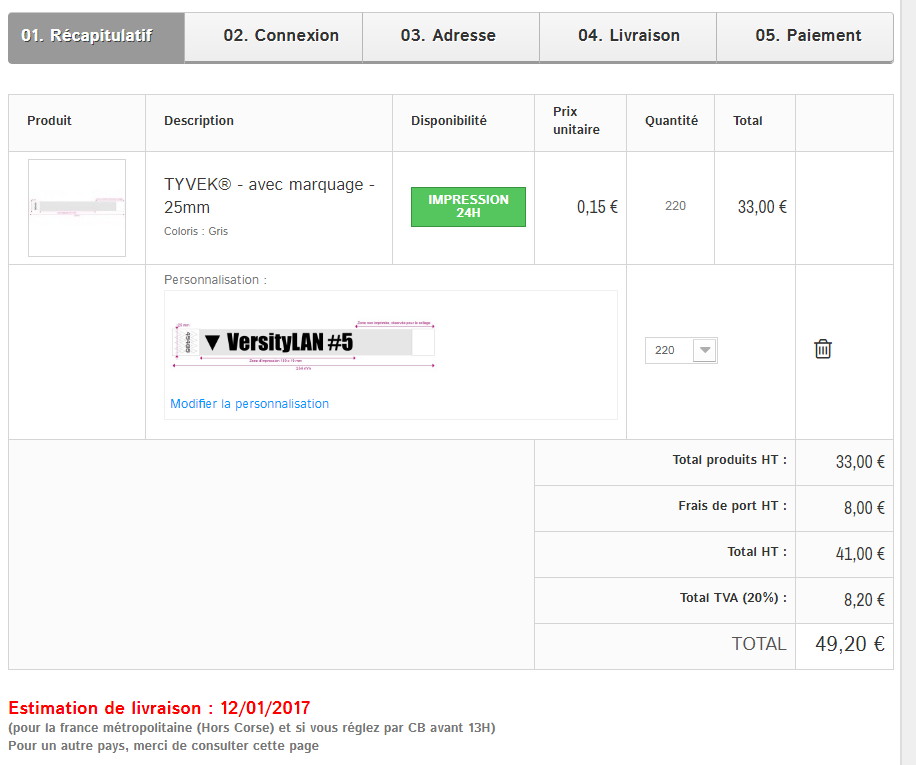 01. Récapitulatif
02. Connexion
03. Adresse
04. Livraison
05. Paiement
Produit
Description
Disponibilité
Prix
unitaire
Quantité
Total
TYVEK® - avec marquage -
25mm
Coloris : Gris
IMPRESSION
24H
0,15 €
220
33,00 €
Personnalisation :
▼ VersityLAN #5
Modifier la personnalisation
220
Total produits HT :
33,00 €
Frais de port HT :
8,00 €
Total HT :
41,00 €
Total TVA (20%) :
8,20 €
TOTAL
49,20 €
Estimation de livraison : 12/01/2017
(pour la france métropolitaine (Hors Corse) et si vous réglez par CB avant 13H)
Pour un autre pays, merci de consulter cette page